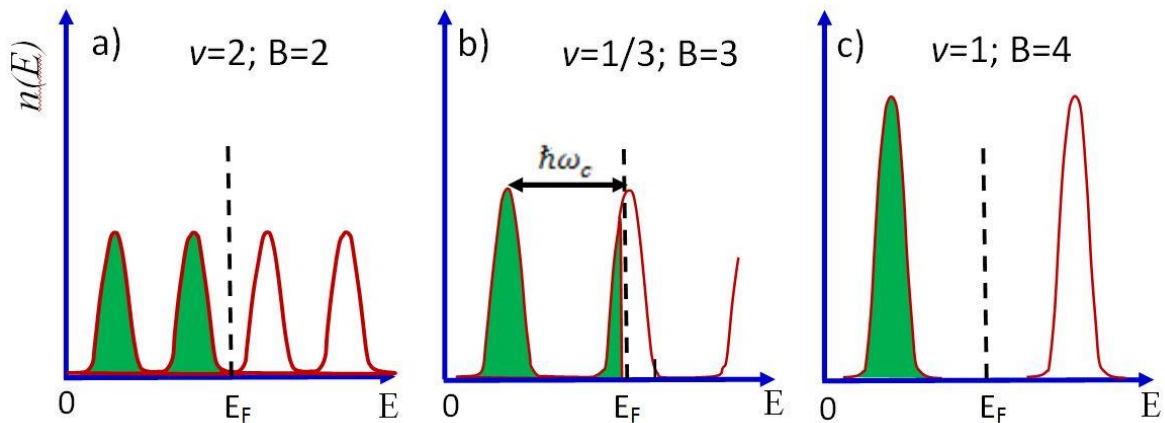 a)
ν=2; B=2
n(E)
0
E_F
E
b)
ν=1/3; B=3
ℏω_c
0
E_F
E
c)
ν=1; B=4
0
E_F
E